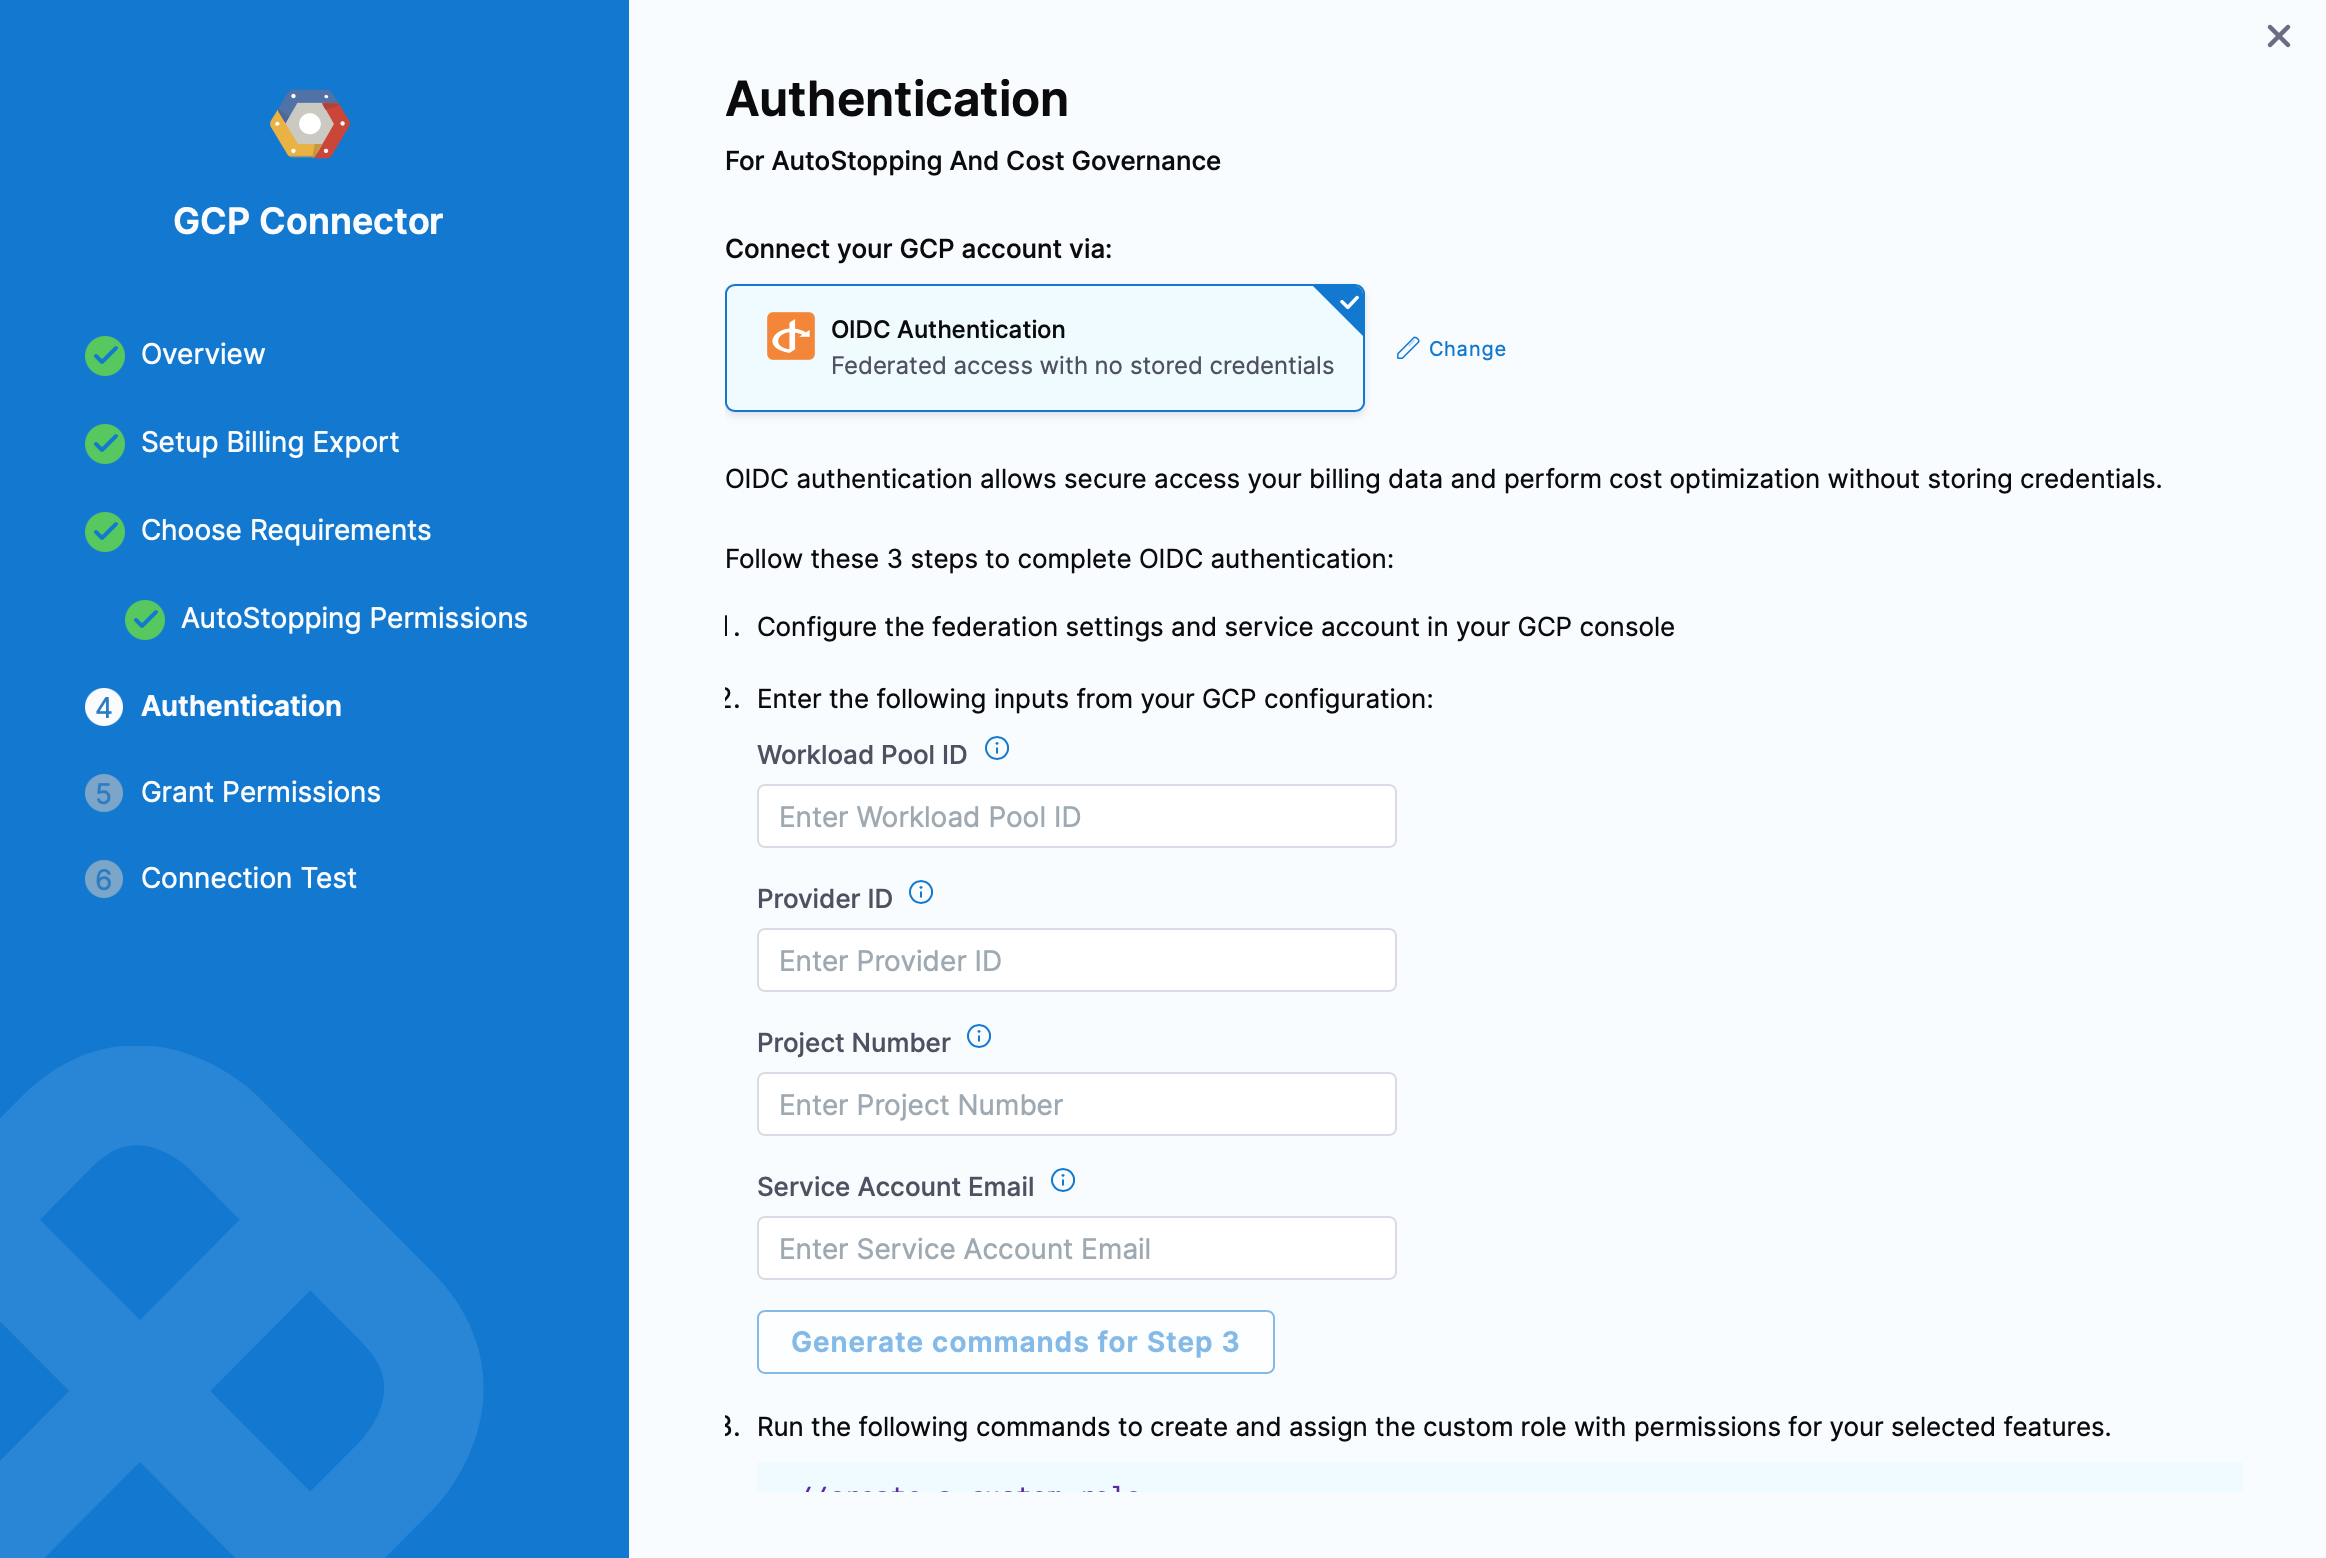 GCP Connector
Overview
Setup Billing Export
Choose Requirements
AutoStopping Permissions
4 Authentication
5 Grant Permissions
6 Connection Test
Authentication
For AutoStopping And Cost Governance
Connect your GCP account via:
OIDC Authentication
Federated access with no stored credentials
Change
OIDC authentication allows secure access your billing data and perform cost optimization without storing credentials.
Follow these 3 steps to complete OIDC authentication:
1. Configure the federation settings and service account in your GCP console
2. Enter the following inputs from your GCP configuration:
Workload Pool ID
Enter Workload Pool ID
Provider ID
Enter Provider ID
Project Number
Enter Project Number
Service Account Email
Enter Service Account Email
Generate commands for Step 3
3. Run the following commands to create and assign the custom role with permissions for your selected features.
//create a custom role